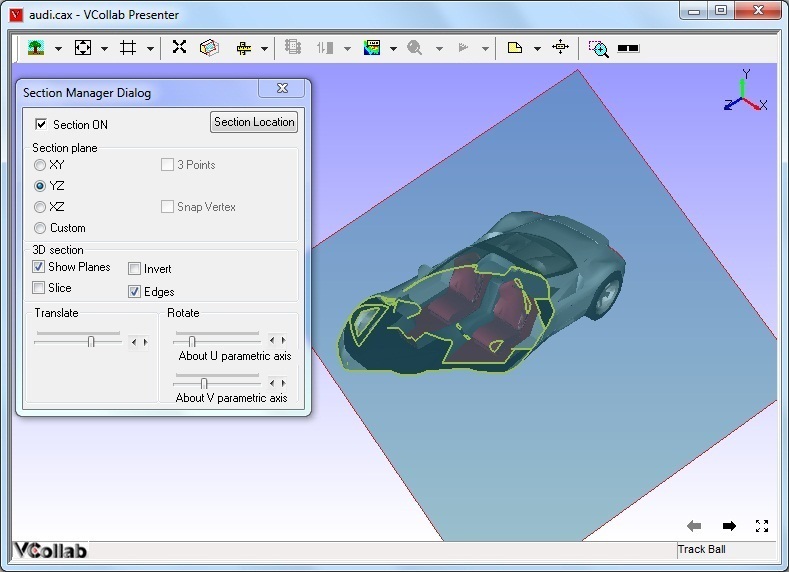 audi.cax - VCollab Presenter
Section Manager Dialog
Section ON
Section Location
Section plane
XY
3 Points
YZ
XZ
Snap Vertex
Custom
3D section
Show Planes
Invert
Slice
Edges
Translate
Rotate
About U parametric axis
About V parametric axis
Y
Z
X
VCollab
Track Ball